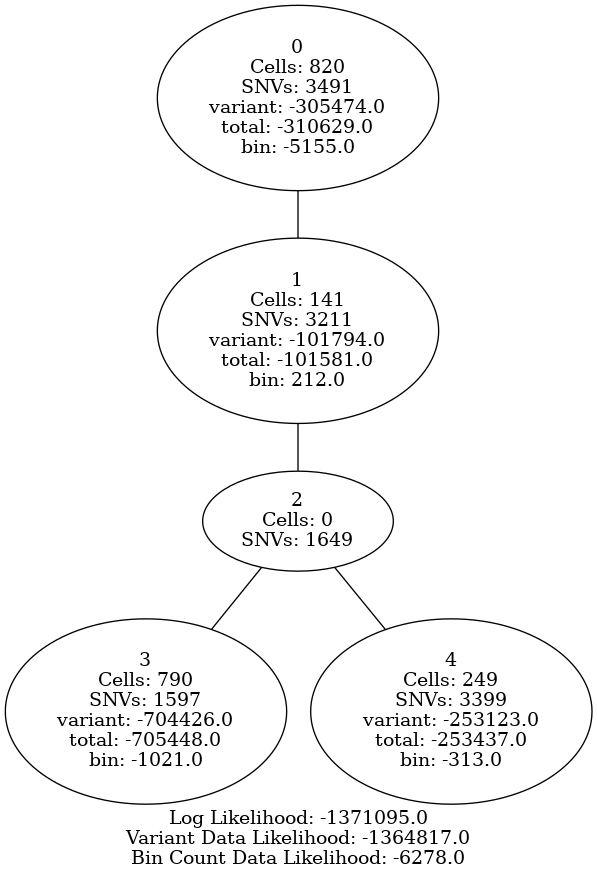 0
Cells: 820
SNVs: 3491
variant: -305474.0
total: -310629.0
bin: -5155.0
1
Cells: 141
SNVs: 3211
variant: -101794.0
total: -101581.0
bin: 212.0
2
Cells: 0
SNVs: 1649
3
Cells: 790
SNVs: 1597
variant: -704426.0
total: -705448.0
bin: -1021.0
4
Cells: 249
SNVs: 3399
variant: -253123.0
total: -253437.0
bin: -313.0
Log Likelihood: -1371095.0
Variant Data Likelihood: -1364817.0
Bin Count Data Likelihood: -6278.0